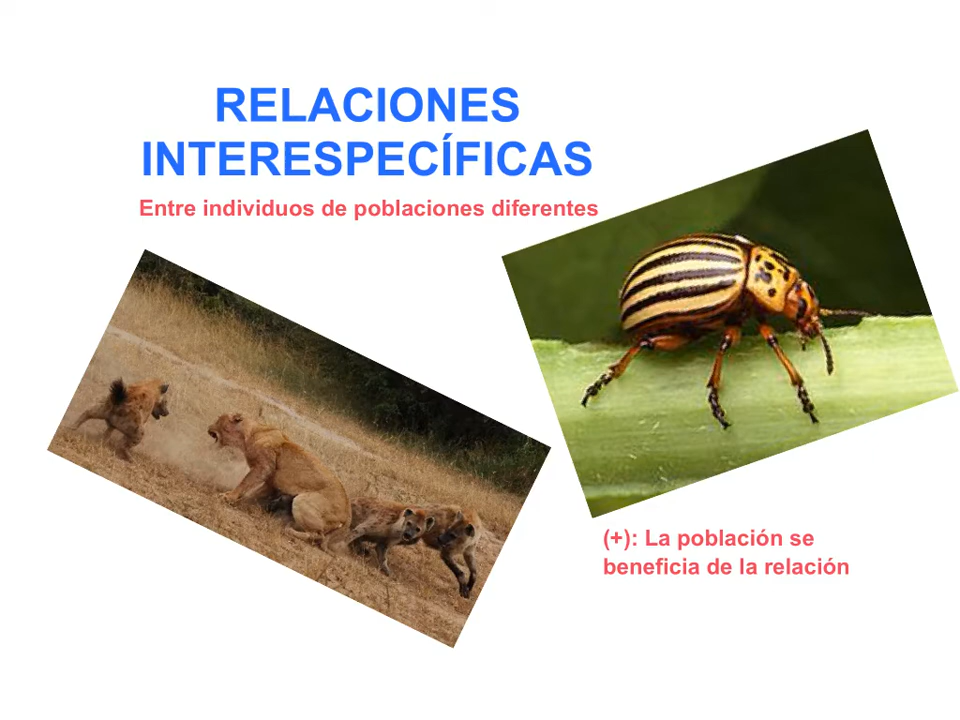 RELACIONES
INTERESPECÍFICAS
Entre individuos de poblaciones diferentes
(+): La población se
beneficia de la relación